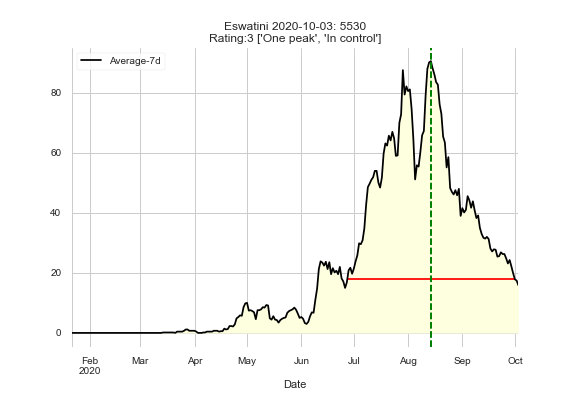 Eswatini 2020-10-03: 5530
Rating:3 ['One peak', 'In control']
Average-7d
80
60
40
20
0
Feb Mar Apr May Jun Jul Aug Sep Oct
2020
Date